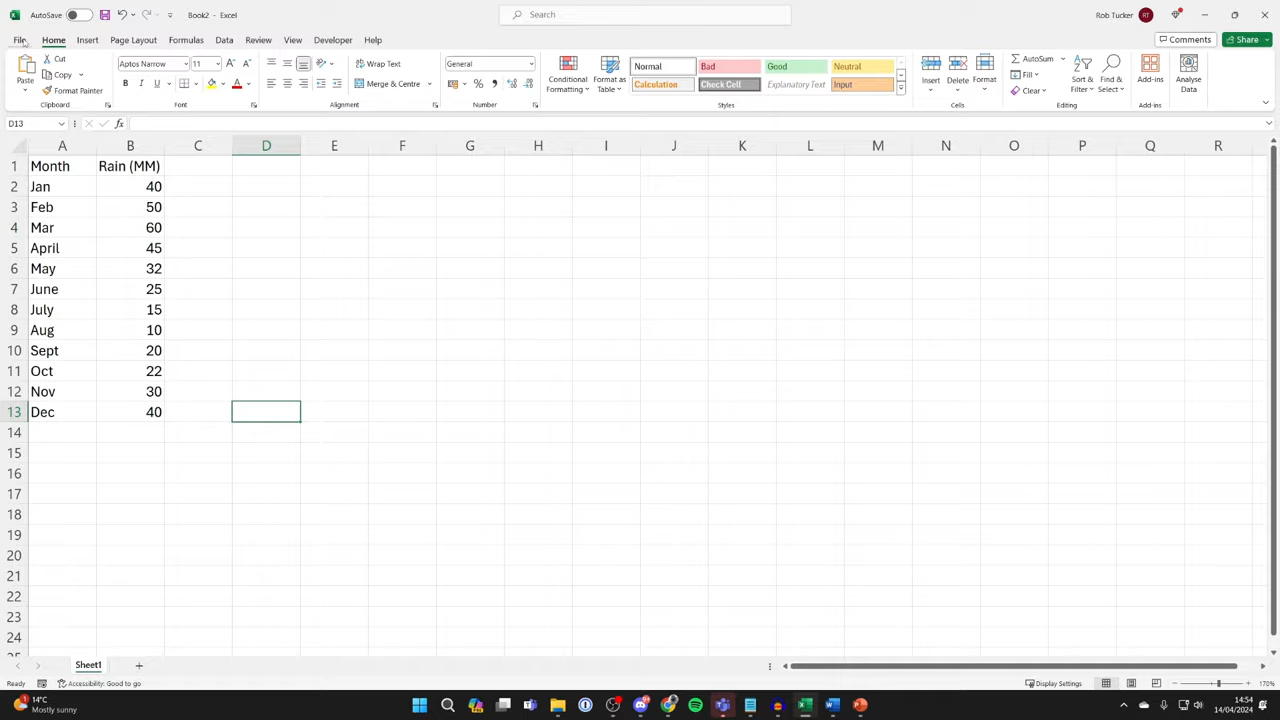 AutoSave
Book2 - Excel
Search
Rob Tucker
RT
File Home Insert Page Layout Formulas Data Review View Automate Developer Help
Comments
Share
Paste
Cut
Copy
Format Painter
Clipboard
Aptos Narrow
11
B I U
Font
Wrap Text
Merge & Centre
Alignment
General
Number
Conditional Formatting
Format as Table
Normal Bad Good Neutral
Calculation Check Cell Explanatory Text Input
Styles
Insert Delete Format
Cells
AutoSum
Fill
Clear
Sort & Filter
Find & Select
Editing
Add-ins
Add-ins
Analyse Data
D13
fx
A B C D E F G H I J K L M N O P Q R
1 Month Rain (MM)
2 Jan 40
3 Feb 50
4 Mar 60
5 April 45
6 May 32
7 June 25
8 July 15
9 Aug 10
10 Sept 20
11 Oct 22
12 Nov 30
13 Dec 40
14
15
16
17
18
19
20
21
22
23
24
Sheet1
Ready
Accessibility: Good to go
Display Settings
170%
14°C
Mostly sunny
14:54
14/04/2024